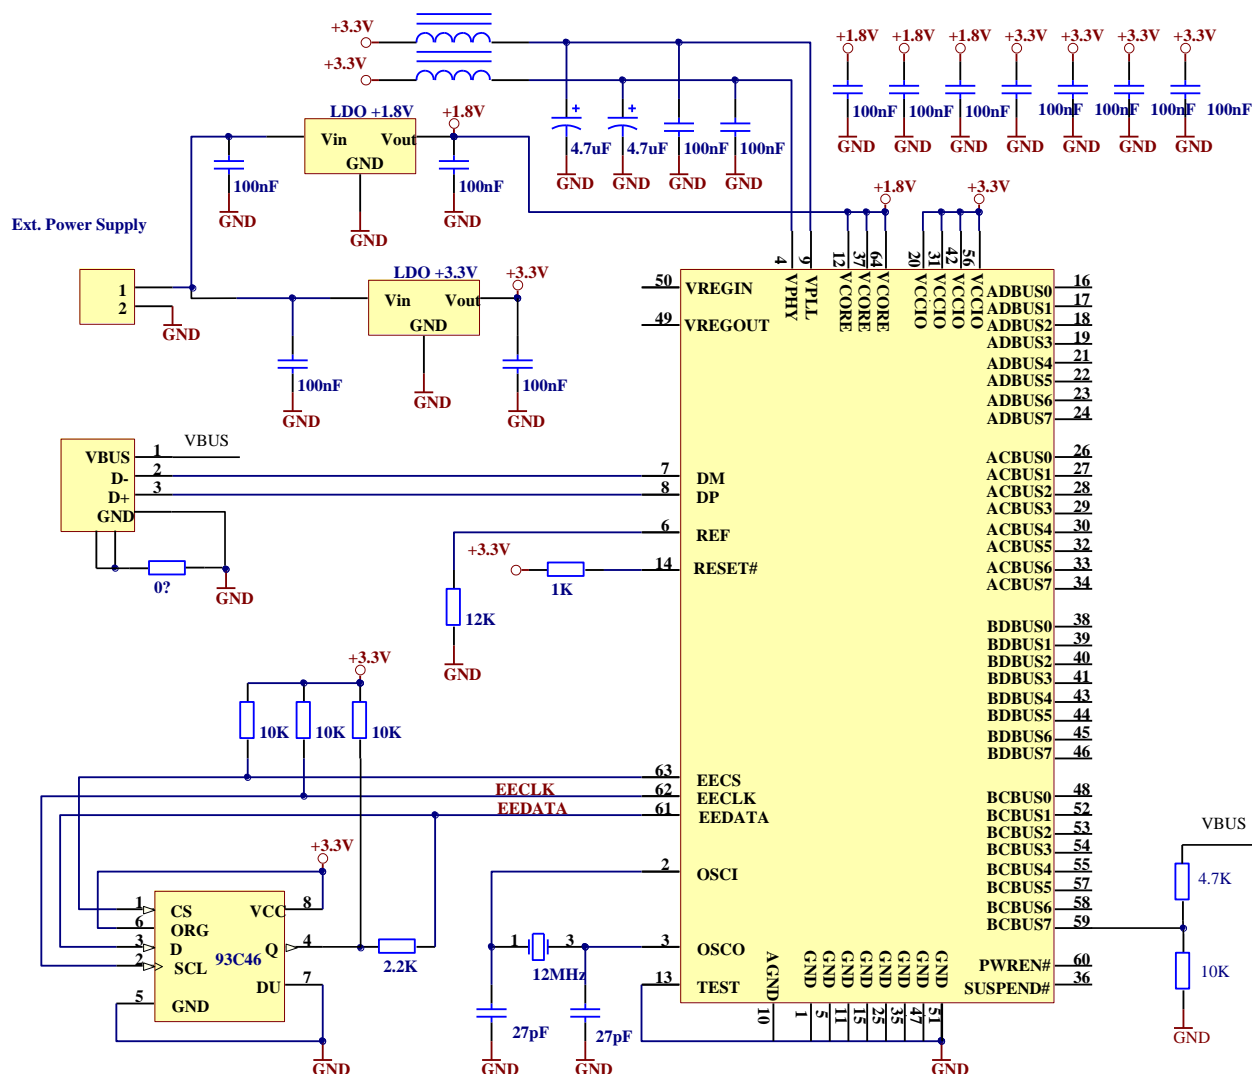 +3.3V
+3.3V
4.7uF
4.7uF
100nF
100nF
GND
GND
GND
GND
+1.8V
+1.8V
+1.8V
+3.3V
+3.3V
+3.3V
+3.3V
100nF
100nF
100nF
100nF
100nF
100nF
100nF
GND
GND
GND
GND
GND
GND
GND
LDO +1.8V
+1.8V
Vin
Vout
GND
100nF
100nF
GND
GND
GND
Ext. Power Supply
1
2
GND
LDO +3.3V
+3.3V
Vin
Vout
GND
100nF
100nF
GND
GND
GND
+1.8V
+3.3V
4
9
12
37
64
20
31
42
56
VPHY
VPLL
VCORE
VCORE
VCORE
VCCIO
VCCIO
VCCIO
VCCIO
50 VREGIN
49 VREGOUT
VBUS 1 VBUS
D- 2
D+ 3
GND
0?
GND
7 DM
8 DP
6 REF
+3.3V
1K
14 RESET#
12K
GND
+3.3V
10K
10K
10K
63 EECS
EECLK 62 EECLK
EEDATA 61 EEDATA
+3.3V
1 CS
6 ORG
3 D
2 SCL
5 GND
VCC 8
Q 4
93C46
DU 7
2.2K
GND
2 OSCI
1
3
12MHz
3 OSCO
27pF
27pF
GND
GND
13 TEST
AGND
GND
GND
GND
GND
GND
GND
GND
GND
10
1
5
11
15
25
35
47
51
GND
ADBUS0 16
ADBUS1 17
ADBUS2 18
ADBUS3 19
ADBUS4 21
ADBUS5 22
ADBUS6 23
ADBUS7 24
ACBUS0 26
ACBUS1 27
ACBUS2 28
ACBUS3 29
ACBUS4 30
ACBUS5 32
ACBUS6 33
ACBUS7 34
BDBUS0 38
BDBUS1 39
BDBUS2 40
BDBUS3 41
BDBUS4 43
BDBUS5 44
BDBUS6 45
BDBUS7 46
BCBUS0 48
BCBUS1 52
BCBUS2 53
BCBUS3 54
BCBUS4 55
BCBUS5 57
BCBUS6 58
BCBUS7 59
PWREN# 60
SUSPEND# 36
VBUS
4.7K
10K
GND